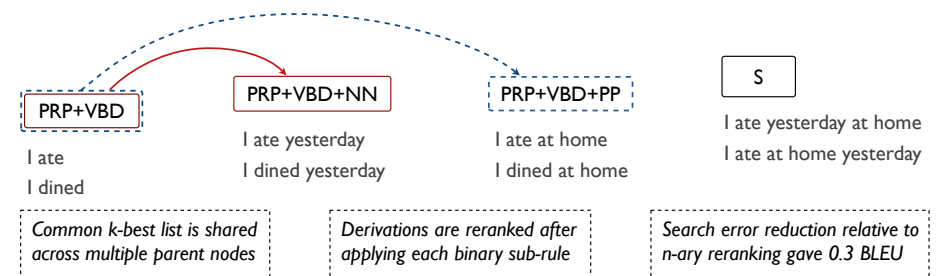 PRP+VBD
PRP+VBD+NN
PRP+VBD+PP
S
I ate
I dined
I ate yesterday
I dined yesterday
I ate at home
I dined at home
I ate yesterday at home
I ate at home yesterday
Common k-best list is shared
across multiple parent nodes
Derivations are reranked after
applying each binary sub-rule
Search error reduction relative to
n-ary reranking gave 0.3 BLEU